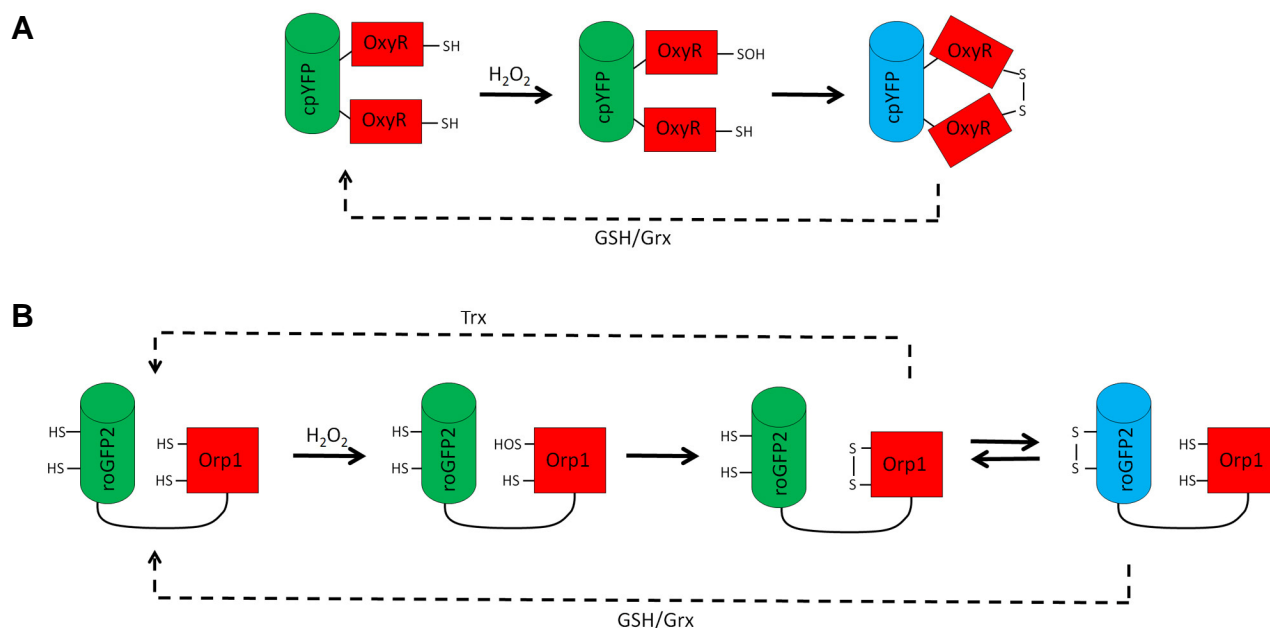 A
cpYFP
OxyR
SH
OxyR
SH
H2O2
cpYFP
OxyR
SOH
OxyR
SH
cpYFP
OxyR
S
S
OxyR
GSH/Grx
B
Trx
HS
HS
roGFP2
HS
HS
Orp1
H2O2
HS
HS
roGFP2
HOS
HS
Orp1
HS
HS
roGFP2
S
S
Orp1
S
S
roGFP2
HS
HS
Orp1
GSH/Grx